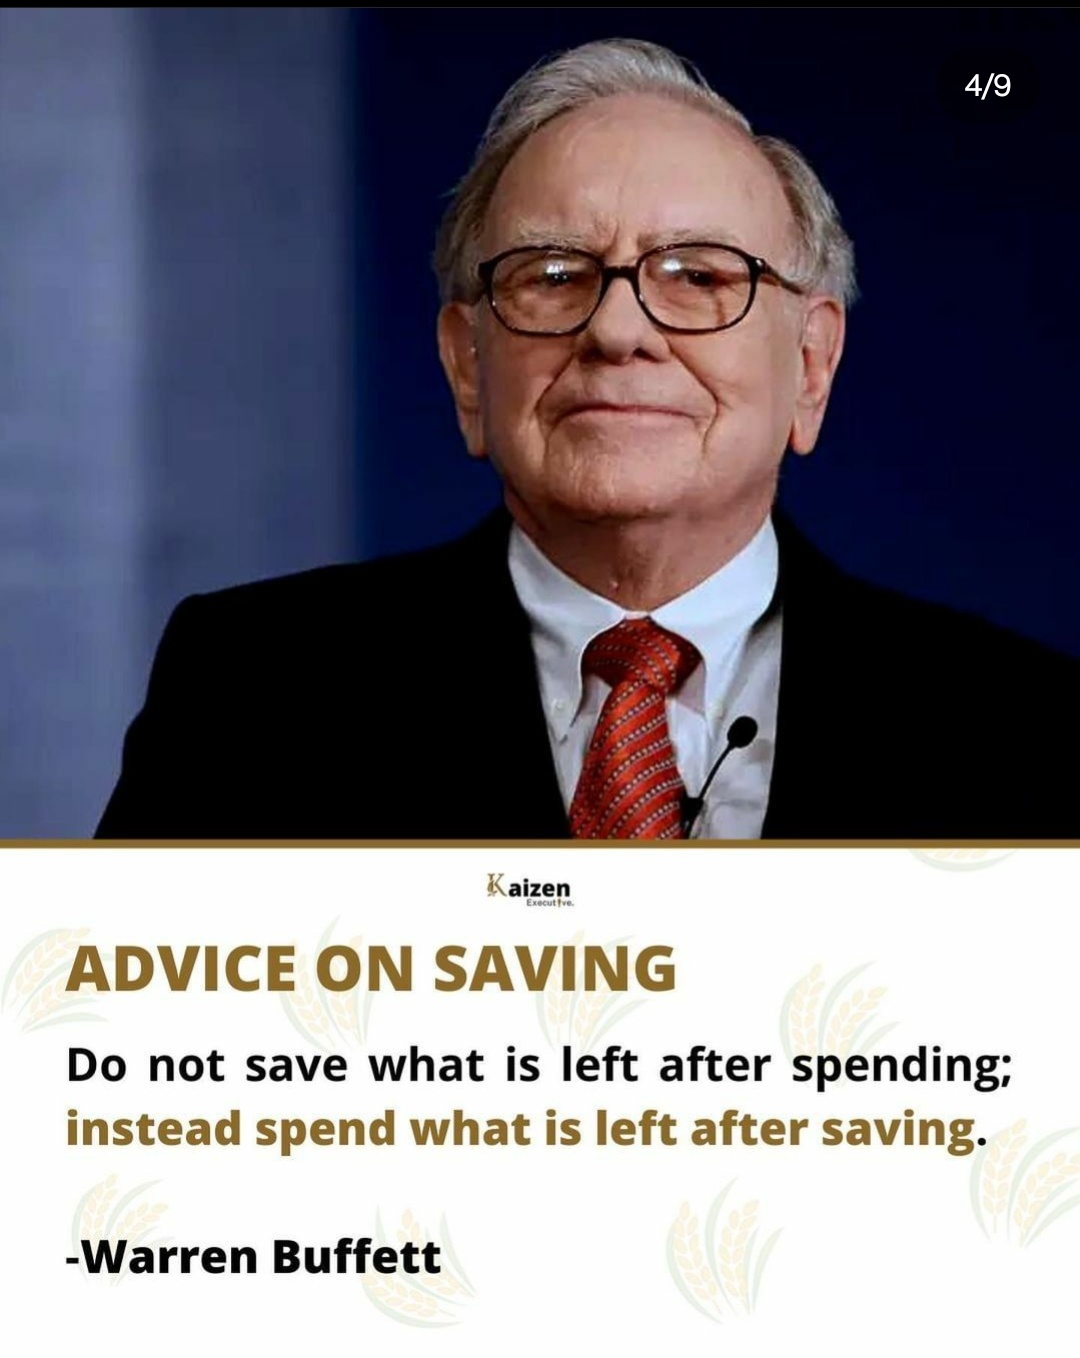 4/9
Kaizen
Executive.
ADVICE ON SAVING
Do not save what is left after spending;
instead spend what is left after saving.
-Warren Buffett